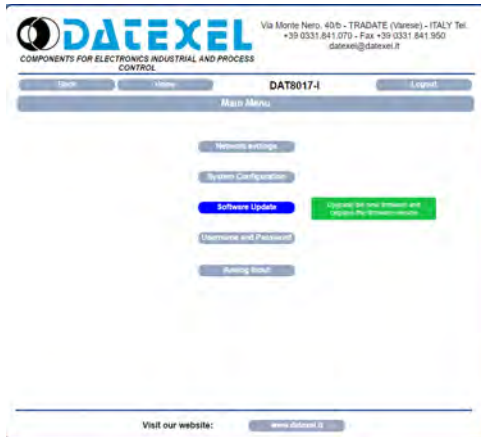 DATEXEL
COMPONENTS FOR ELECTRONICS INDUSTRIAL AND PROCESS
CONTROL
Via Monte Nero, 40/b - TRADATE (Varese) - ITALY Tel.
+39 0331.841.070 - Fax +39 0331.841.950
datexel@datexel.it
Back
Home
DAT8017-I
Logout
Main Menu
Network settings
System Configuration
Software Update
Upgrade the new firmware and
the firmware version
Username and Password
Analog Input
Visit our website:
www.datexel.it